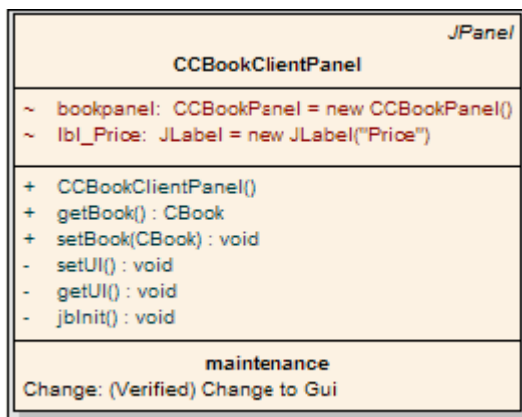 JPanel
CCBookClientPanel
~ bookpanel: CCBookPanel = new CCBookPanel()
~ lbl_Price: JLabel = new JLabel("Price")
+ CCBookClientPanel()
+ getBook() : CBook
+ setBook(CBook) : void
- setUI() : void
- getUI() : void
- jbInit() : void
maintenance
Change: (Verified) Change to Gui